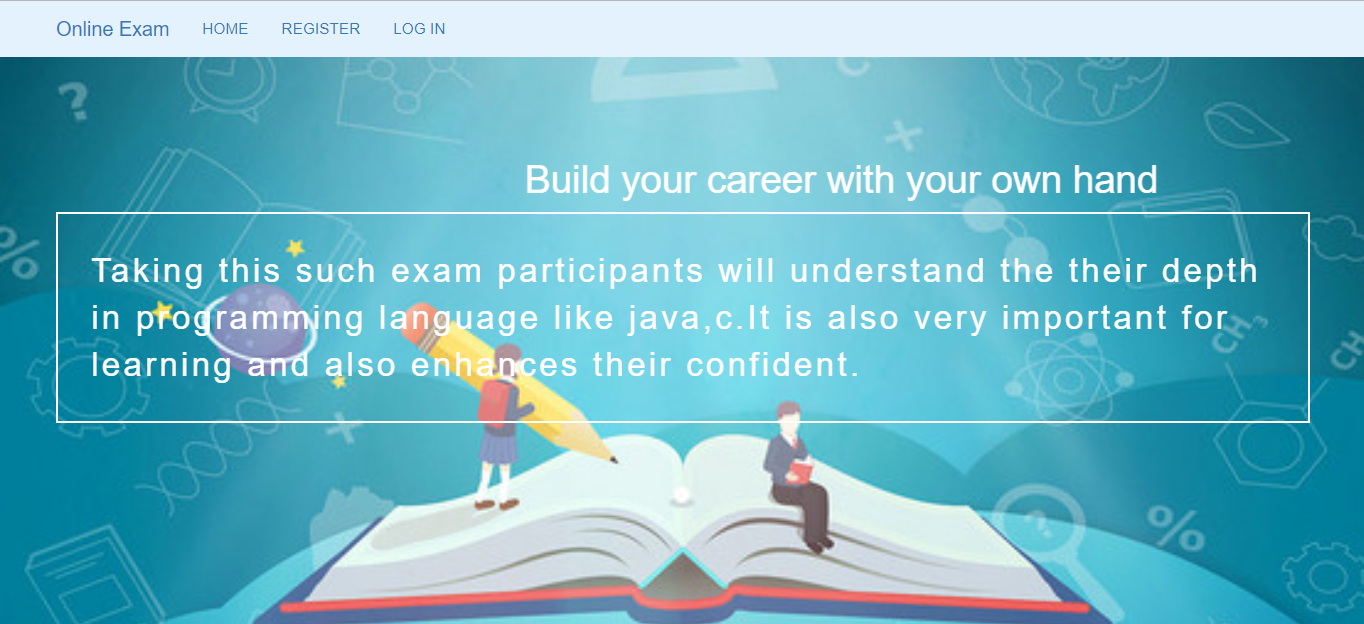 Online Exam HOME REGISTER LOG IN
Build your career with your own hand
Taking this such exam participants will understand the their depth
in programming language like java,c.It is also very important for
learning and also enhances their confident.
?
C
%
CH3
CH
%
?